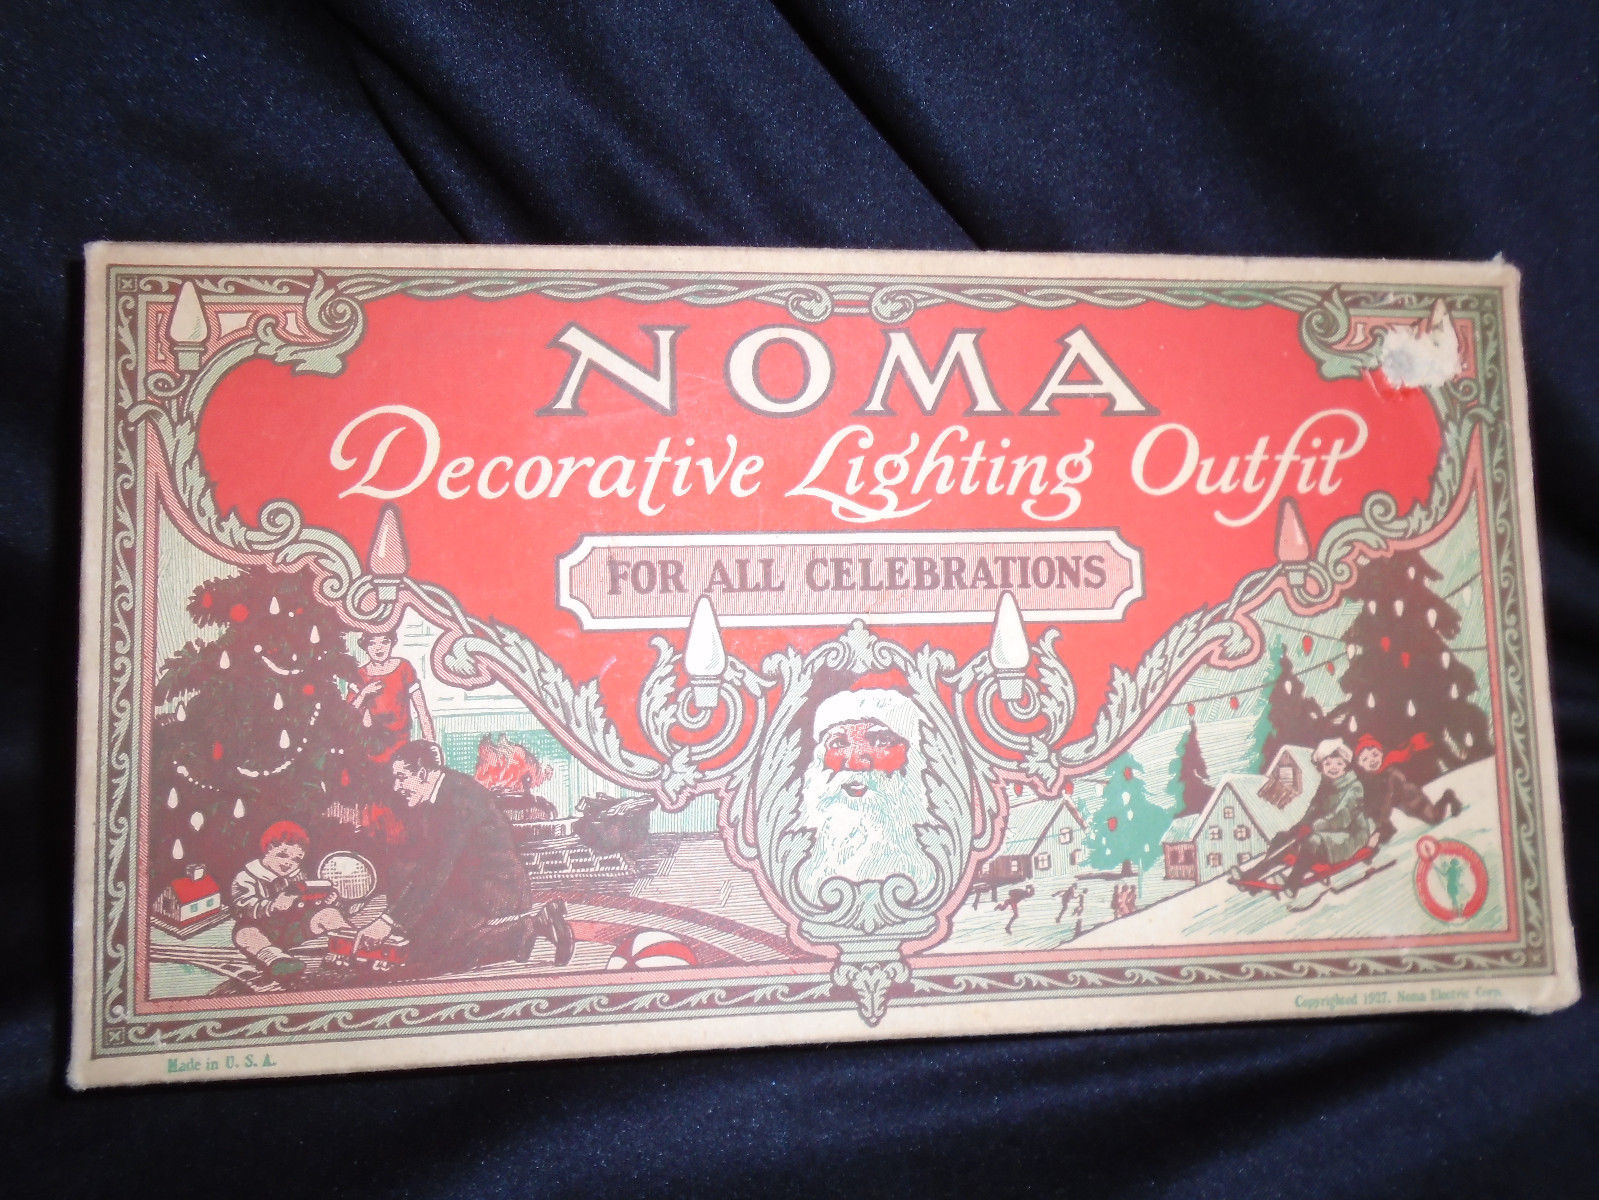 NOMA
Decorative Lighting Outfit
FOR ALL CELEBRATIONS
Copyrighted 1927, Noma Electric Corp.
Made in U. S. A.